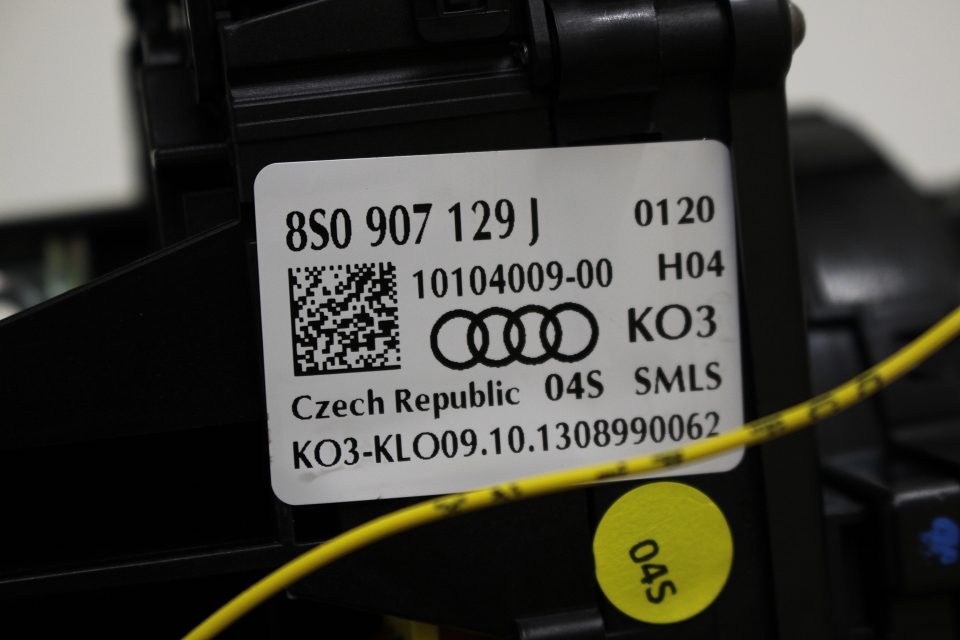 8S0 907 129 J 0120
10104009-00 H04
KO3
Czech Republic 04S SMLS
KO3-KLO09.10.1308990062
04S